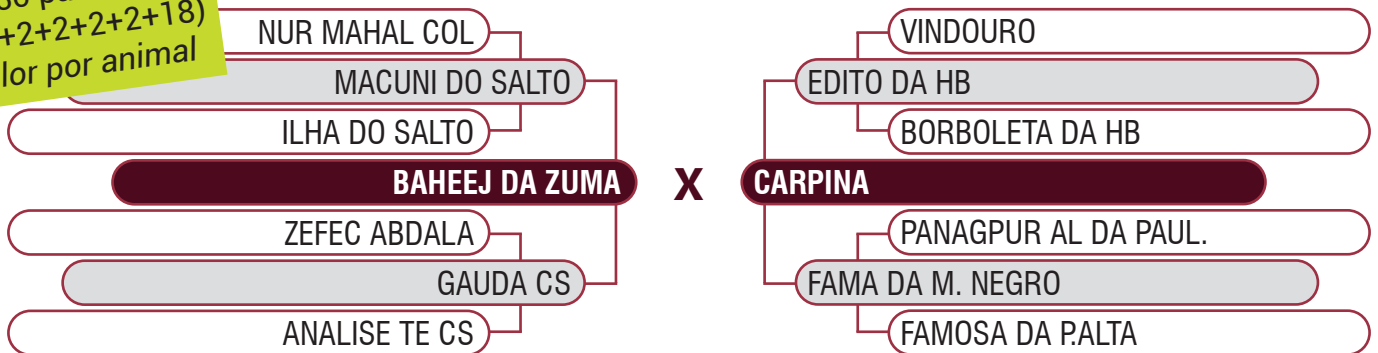 +2+2+2+2+18)
por animal
NUR MAHAL COL
MACUNI DO SALTO
ILHA DO SALTO
BAHEEJ DA ZUMA
ZEFEC ABDALA
GAUDA CS
ANALISE TE CS
X
VINDOURO
EDITO DA HB
BORBOLETA DA HB
CARPINA
PANAGPUR AL DA PAUL.
FAMA DA M. NEGRO
FAMOSA DA P.ALTA